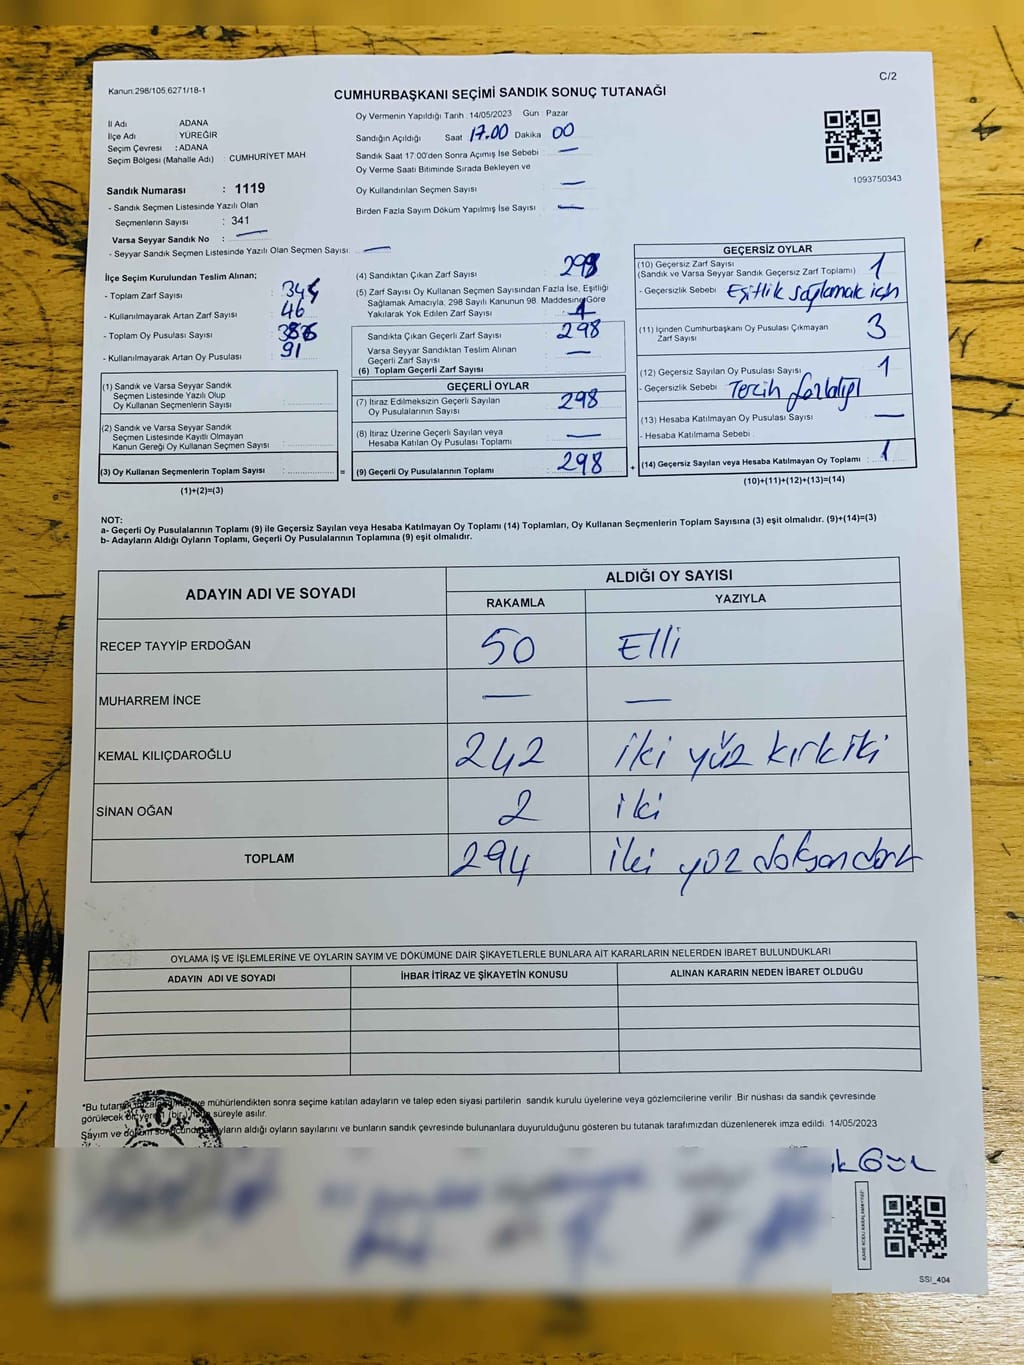 C/2
Kanun:298/105,6271/18-1
CUMHURBAŞKANI SEÇİMİ SANDIK SONUÇ TUTANAĞI
İl Adı ADANA
İlçe Adı : YÜREĞİR
Seçim Çevresi : ADANA
Seçim Bölgesi (Mahalle Adı) : CUMHURİYET MAH
Sandık Numarası : 1119
- Sandık Seçmen Listesinde Yazılı Olan
Seçmenlerin Sayısı : 341
Varsa Seyyar Sandık No : —
- Seyyar Sandık Seçmen Listesinde Yazılı Olan Seçmen Sayısı: —
Oy Vermenin Yapıldığı Tarih : 14/05/2023 Gün : Pazar
Sandığın Açıldığı Saat 17.00 Dakika 00
Sandık Saat 17:00'den Sonra Açımış İse Sebebi : —
Oy Verme Saati Bitiminde Sırada Bekleyen ve
Oy Kullandırılan Seçmen Sayısı : —
Birden Fazla Sayım Döküm Yapılmış İse Sayısı : —
1093750343
İlçe Seçim Kurulundan Teslim Alınan;
- Toplam Zarf Sayısı :
- Kullanılmayarak Artan Zarf Sayısı : 46
- Toplam Oy Pusulası Sayısı :
- Kullanılmayarak Artan Oy Pusulası : 91
(1) Sandık ve Varsa Seyyar Sandık
Seçmen Listesinde Yazılı Olup
Oy Kullanan Seçmenlerin Sayısı :
(2) Sandık ve Varsa Seyyar Sandık
Seçmen Listesinde Kayıtlı Olmayan
Kanun Gereği Oy Kullanan Seçmen Sayısı :
(3) Oy Kullanan Seçmenlerin Toplam Sayısı : =
(1)+(2)=(3)
(4) Sandıktan Çıkan Zarf Sayısı :
(5) Zarf Sayısı Oy Kullanan Seçmen Sayısından Fazla İse, Eşitliği
Sağlamak Amacıyla; 298 Sayılı Kanunun 98. Maddesine Göre
Yakılarak Yok Edilen Zarf Sayısı : 1
Sandıkta Çıkan Geçerli Zarf Sayısı : 298
Varsa Seyyar Sandıktan Teslim Alınan
Geçerli Zarf Sayısı : —
(6) Toplam Geçerli Zarf Sayısı
GEÇERLİ OYLAR
(7) İtiraz Edilmeksizin Geçerli Sayılan
Oy Pusulalarının Sayısı : 298
(8) İtiraz Üzerine Geçerli Sayılan veya
Hesaba Katılan Oy Pusulası Toplamı : —
(9) Geçerli Oy Pusulalarının Toplamı : 298 +
GEÇERSİZ OYLAR
(10) Geçersiz Zarf Sayısı
(Sandık ve Varsa Seyyar Sandık Geçersiz Zarf Toplamı) : 1
- Geçersizlik Sebebi : Eşitlik sağlamak için
(11) İçinden Cumhurbaşkanı Oy Pusulası Çıkmayan
Zarf Sayısı : 3
(12) Geçersiz Sayılan Oy Pusulası Sayısı : 1
- Geçersizlik Sebebi : Tercih fazlalığı
(13) Hesaba Katılmayan Oy Pusulası Sayısı : —
- Hesaba Katılmama Sebebi :
(14) Geçersiz Sayılan veya Hesaba Katılmayan Oy Toplamı : 1
(10)+(11)+(12)+(13)=(14)
NOT:
a- Geçerli Oy Pusulalarının Toplamı (9) ile Geçersiz Sayılan veya Hesaba Katılmayan Oy Toplamı (14) Toplamları, Oy Kullanan Seçmenlerin Toplam Sayısına (3) eşit olmalıdır. (9)+(14)=(3)
b- Adayların Aldığı Oyların Toplamı, Geçerli Oy Pusulalarının Toplamına (9) eşit olmalıdır.
ADAYIN ADI VE SOYADI ALDIĞI OY SAYISI
RAKAMLA YAZIYLA
RECEP TAYYİP ERDOĞAN 50 Elli
MUHARREM İNCE — —
KEMAL KILIÇDAROĞLU 242 iki yüz kırk iki
SİNAN OĞAN 2 iki
TOPLAM 294 iki yüz doksan dört
OYLAMA İŞ VE İŞLEMLERİNE VE OYLARIN SAYIM VE DÖKÜMÜNE DAİR ŞİKAYETLERLE BUNLARA AİT KARARLARIN NELERDEN İBARET BULUNDUKLARI
ADAYIN ADI VE SOYADI İHBAR İTİRAZ VE ŞİKAYETİN KONUSU ALINAN KARARIN NEDEN İBARET OLDUĞU
*Bu tutanak ve mühürlendikten sonra seçime katılan adayların ve talep eden siyasi partilerin sandık kurulu üyelerine veya gözlemcilerine verilir. Bir nüshası da sandık çevresinde
görülecek bir yere (bir) hafta süreyle asılır.
Sayım ve döküm sonucunda oyların aldığı oyların sayılarını ve bunların sandık çevresinde bulunanlara duyurulduğunu gösteren bu tutanak tarafımızdan düzenlenerek imza edildi. 14/05/2023
T.C.
GÜL
SSI_404